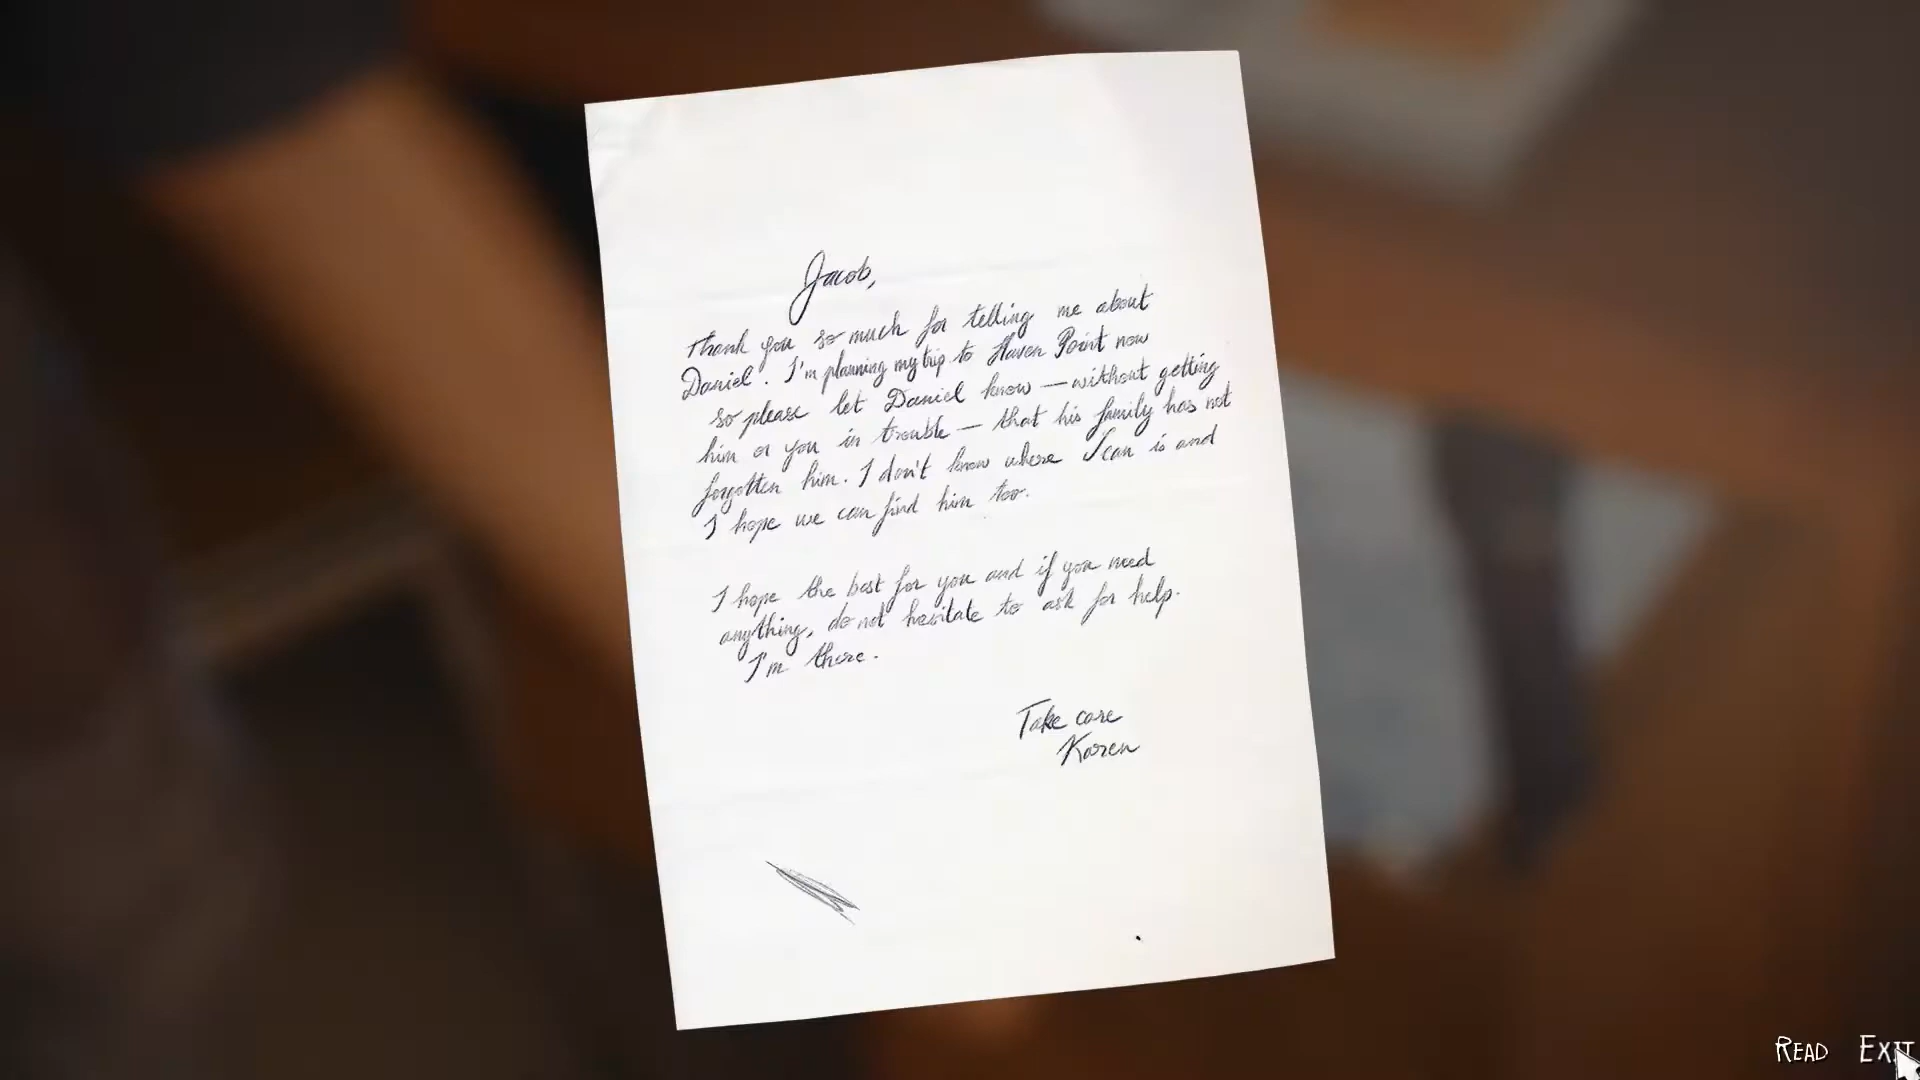 Jacob,
Thank you so much for telling me about
Daniel. I'm planning my trip to Haven Point now
so please let Daniel know — without getting
him or you in trouble — that his family has not
forgotten him. I don't know where Sean is and
I hope we can find him too.
I hope the best for you and if you need
anything, do not hesitate to ask for help.
I'm there.
Take care
Karen
READ EXIT